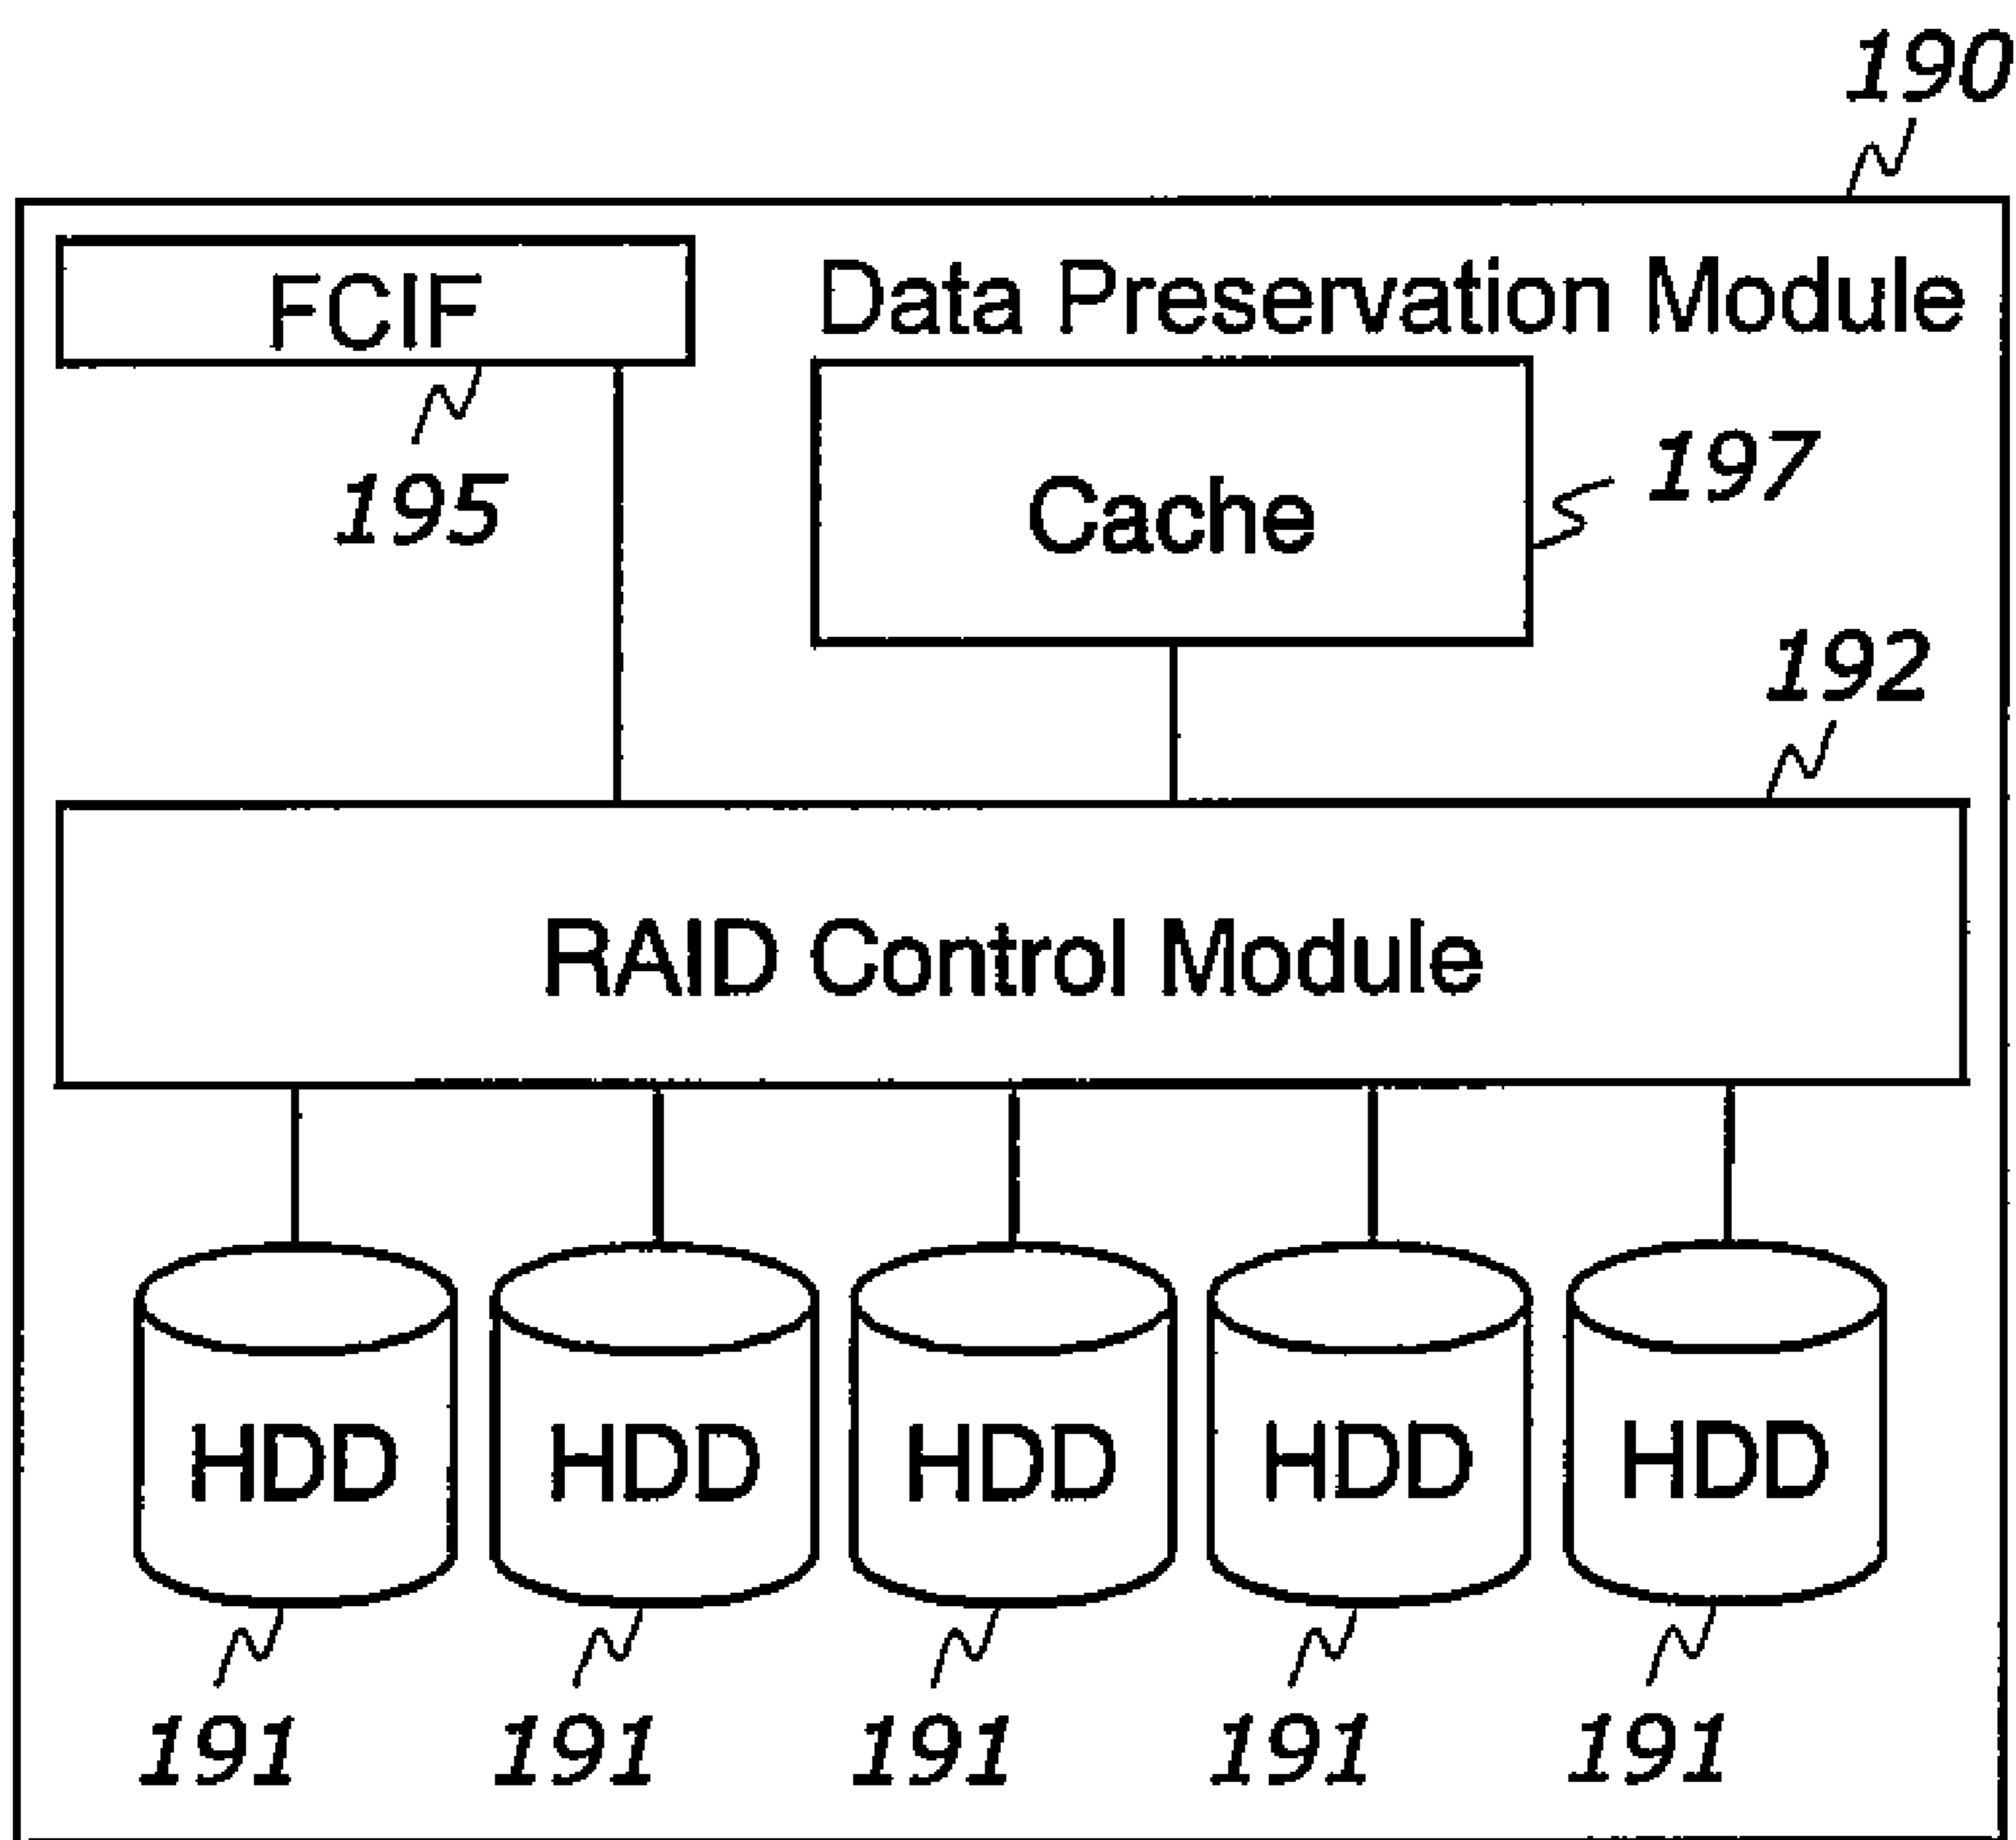 190
FCIF
Data Preservation Module
195
Cache
197
192
RAID Control Module
HDD HDD HDD HDD HDD
191 191 191 191 191